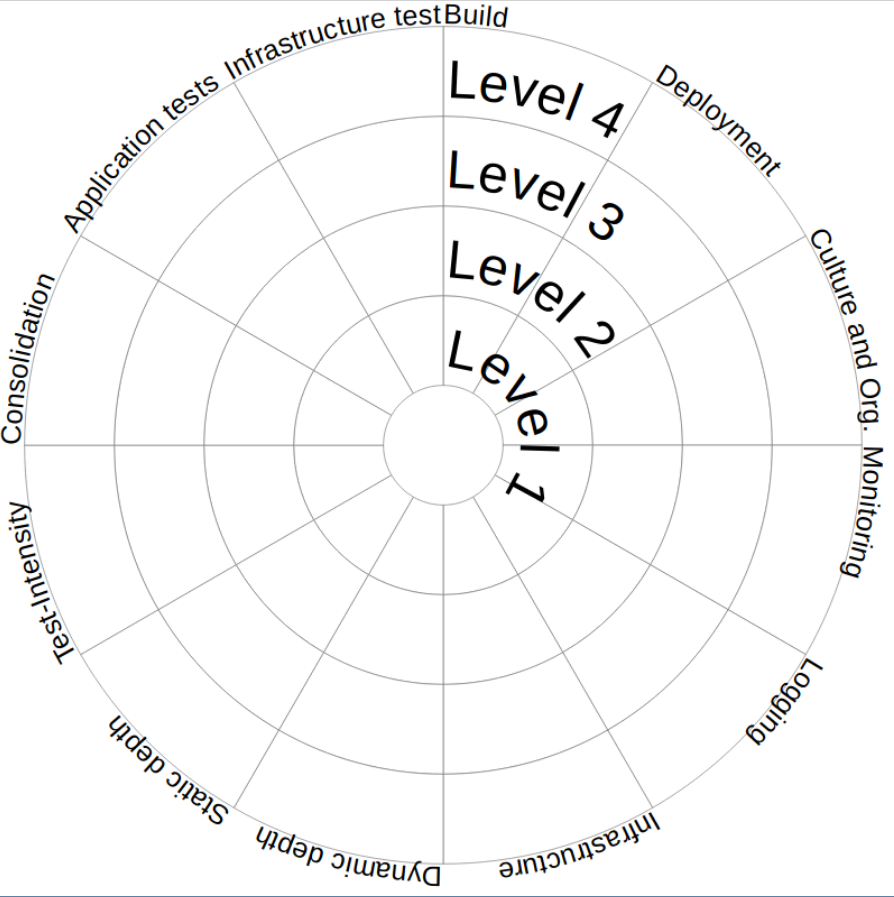 Build
Deployment
Culture and Org.
Monitoring
Logging
Infrastructure
Dynamic depth
Static depth
Test-Intensity
Consolidation
Application tests
Infrastructure test
Level 4
Level 3
Level 2
Level 1